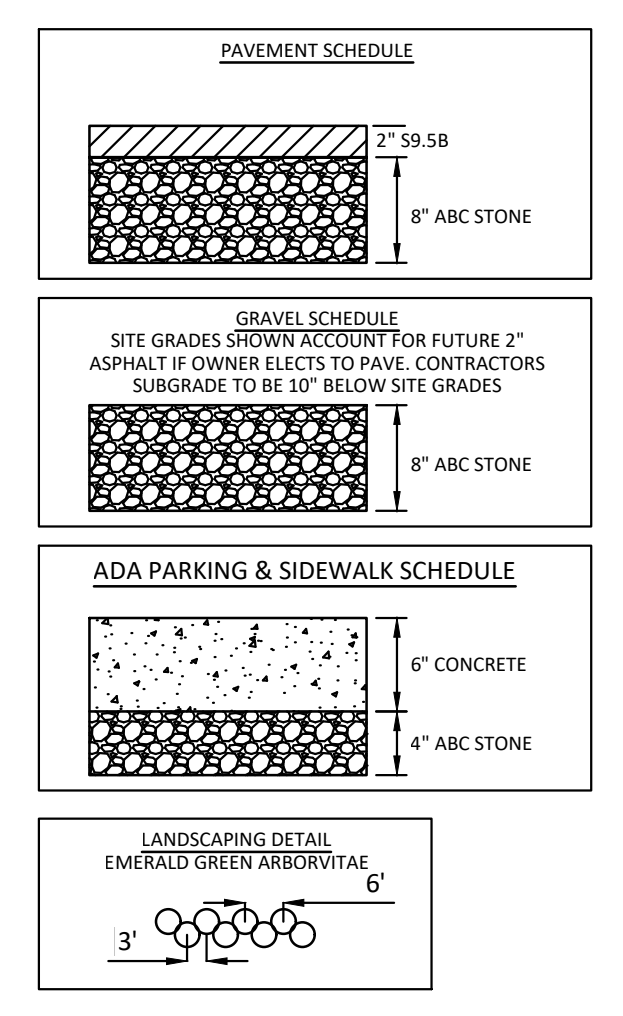 PAVEMENT SCHEDULE
2" S9.5B
8" ABC STONE
GRAVEL SCHEDULE
SITE GRADES SHOWN ACCOUNT FOR FUTURE 2"
ASPHALT IF OWNER ELECTS TO PAVE. CONTRACTORS
SUBGRADE TO BE 10" BELOW SITE GRADES
8" ABC STONE
ADA PARKING & SIDEWALK SCHEDULE
6" CONCRETE
4" ABC STONE
LANDSCAPING DETAIL
EMERALD GREEN ARBORVITAE
6'
3'